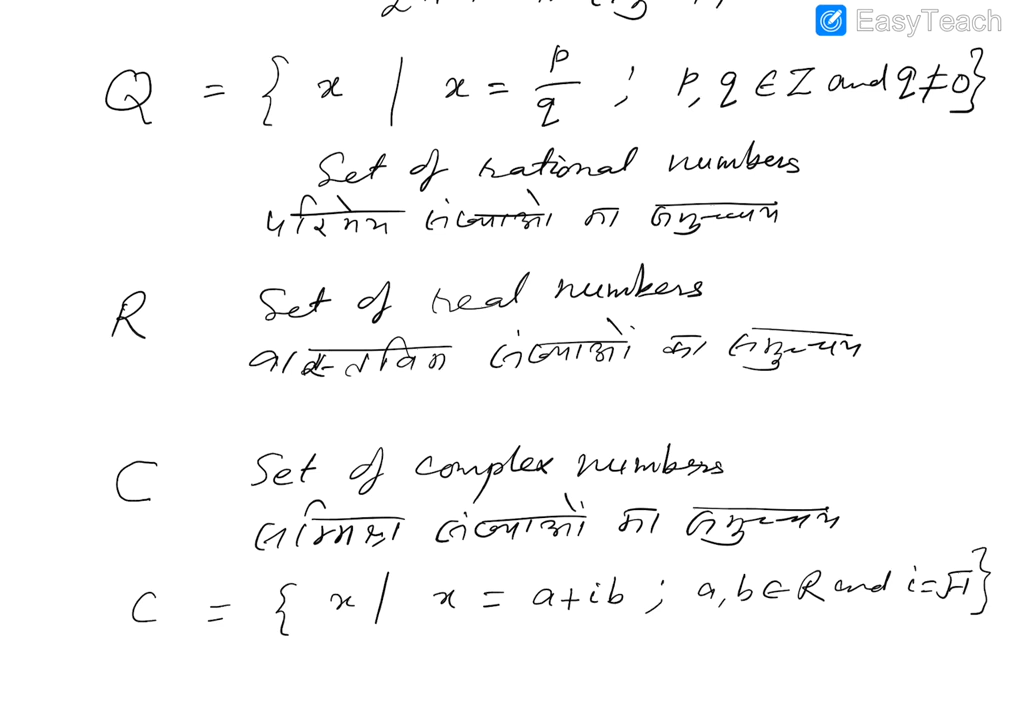 EasyTeach
Q = { x | x = p/q ; p, q ∈ Z and q ≠ 0}
Set of rational numbers
परिमेय संख्याओं का समुच्चय
R Set of real numbers
वास्तविक संख्याओं का समुच्चय
C Set of complex numbers
सम्मिश्र संख्याओं का समुच्चय
C = { x | x = a+ib ; a, b ∈ R and i=√-1}